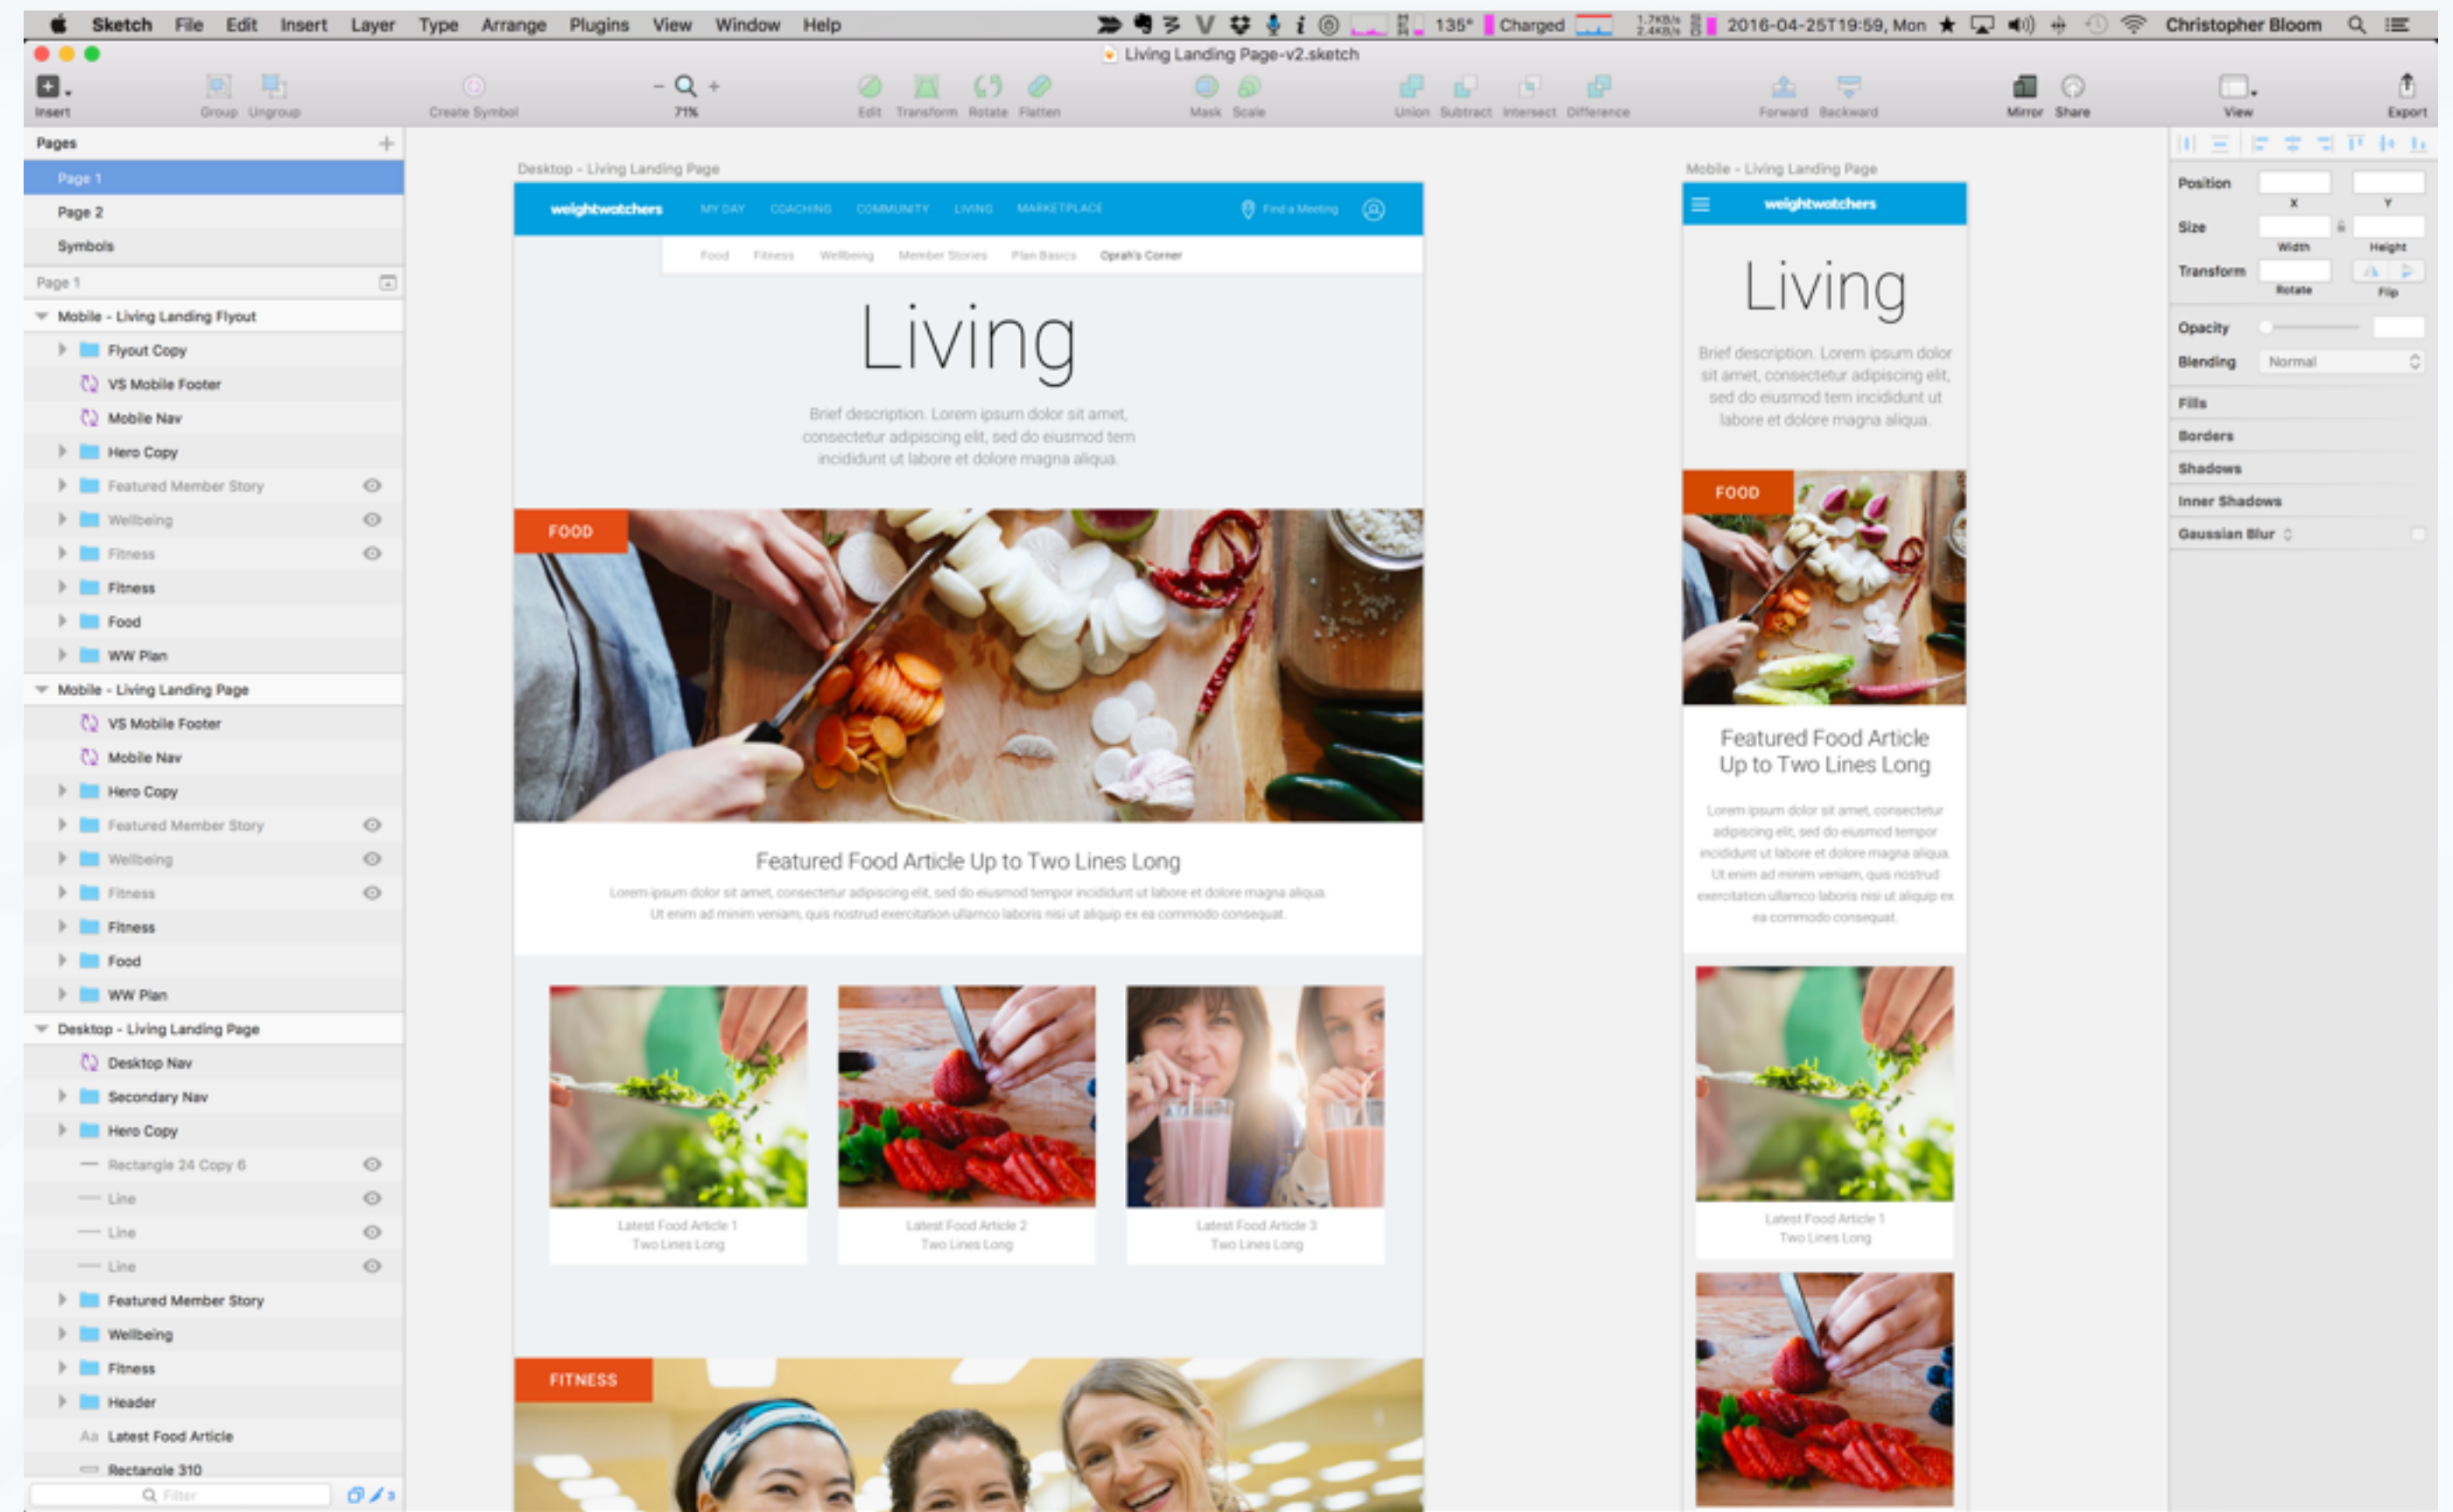 Sketch File Edit Insert Layer Type Arrange Plugins View Window Help 135° Charged 1.7KB/s 2.4KB/s 2016-04-25T19:59, Mon Christopher Bloom
Living Landing Page-v2.sketch
Insert Group Ungroup Create Symbol 71% Edit Transform Rotate Flatten Mask Scale Union Subtract Intersect Difference Forward Backward Mirror Share View Export
Pages
Page 1
Page 2
Symbols
Page 1
Mobile - Living Landing Flyout
Flyout Copy
VS Mobile Footer
Mobile Nav
Hero Copy
Featured Member Story
Wellbeing
Fitness
Fitness
Food
WW Plan
Mobile - Living Landing Page
VS Mobile Footer
Mobile Nav
Hero Copy
Featured Member Story
Wellbeing
Fitness
Fitness
Food
WW Plan
Desktop - Living Landing Page
Desktop Nav
Secondary Nav
Hero Copy
Rectangle 24 Copy 6
Line
Line
Line
Featured Member Story
Wellbeing
Fitness
Header
Aa Latest Food Article
Rectangle 310
Filter 3
Desktop - Living Landing Page
weightwatchers MY DAY COACHING COMMUNITY LIVING MARKETPLACE Find a Meeting
Food Fitness Wellbeing Member Stories Plan Basics Oprah's Corner
Living
Brief description. Lorem ipsum dolor sit amet,
consectetur adipiscing elit, sed do eiusmod tem
incididunt ut labore et dolore magna aliqua.
FOOD
Featured Food Article Up to Two Lines Long
Lorem ipsum dolor sit amet, consectetur adipiscing elit, sed do eiusmod tempor incididunt ut labore et dolore magna aliqua.
Ut enim ad minim veniam, quis nostrud exercitation ullamco laboris nisi ut aliquip ex ea commodo consequat.
Latest Food Article 1
Two Lines Long
Latest Food Article 2
Two Lines Long
Latest Food Article 3
Two Lines Long
FITNESS
Mobile - Living Landing Page
weightwatchers
Living
Brief description. Lorem ipsum dolor
sit amet, consectetur adipiscing elit,
sed do eiusmod tem incididunt ut
labore et dolore magna aliqua.
FOOD
Featured Food Article
Up to Two Lines Long
Lorem ipsum dolor sit amet, consectetur
adipiscing elit, sed do eiusmod tempor
incididunt ut labore et dolore magna aliqua.
Ut enim ad minim veniam, quis nostrud
exercitation ullamco laboris nisi ut aliquip ex
ea commodo consequat.
Latest Food Article 1
Two Lines Long
Position
X Y
Size
Width Height
Transform
Rotate Flip
Opacity
Blending Normal
Fills
Borders
Shadows
Inner Shadows
Gaussian Blur